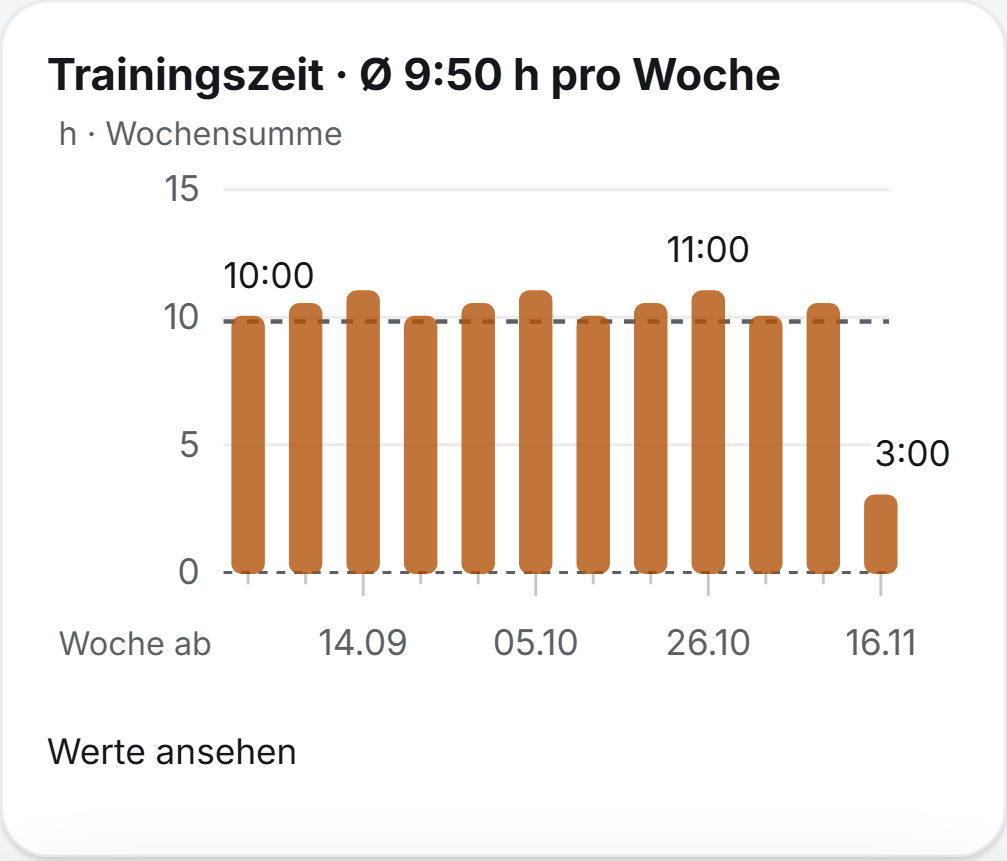 Trainingszeit · Ø 9:50 h pro Woche
h · Wochensumme
15
10:00
11:00
10
5
3:00
0
Woche ab 14.09 05.10 26.10 16.11
Werte ansehen